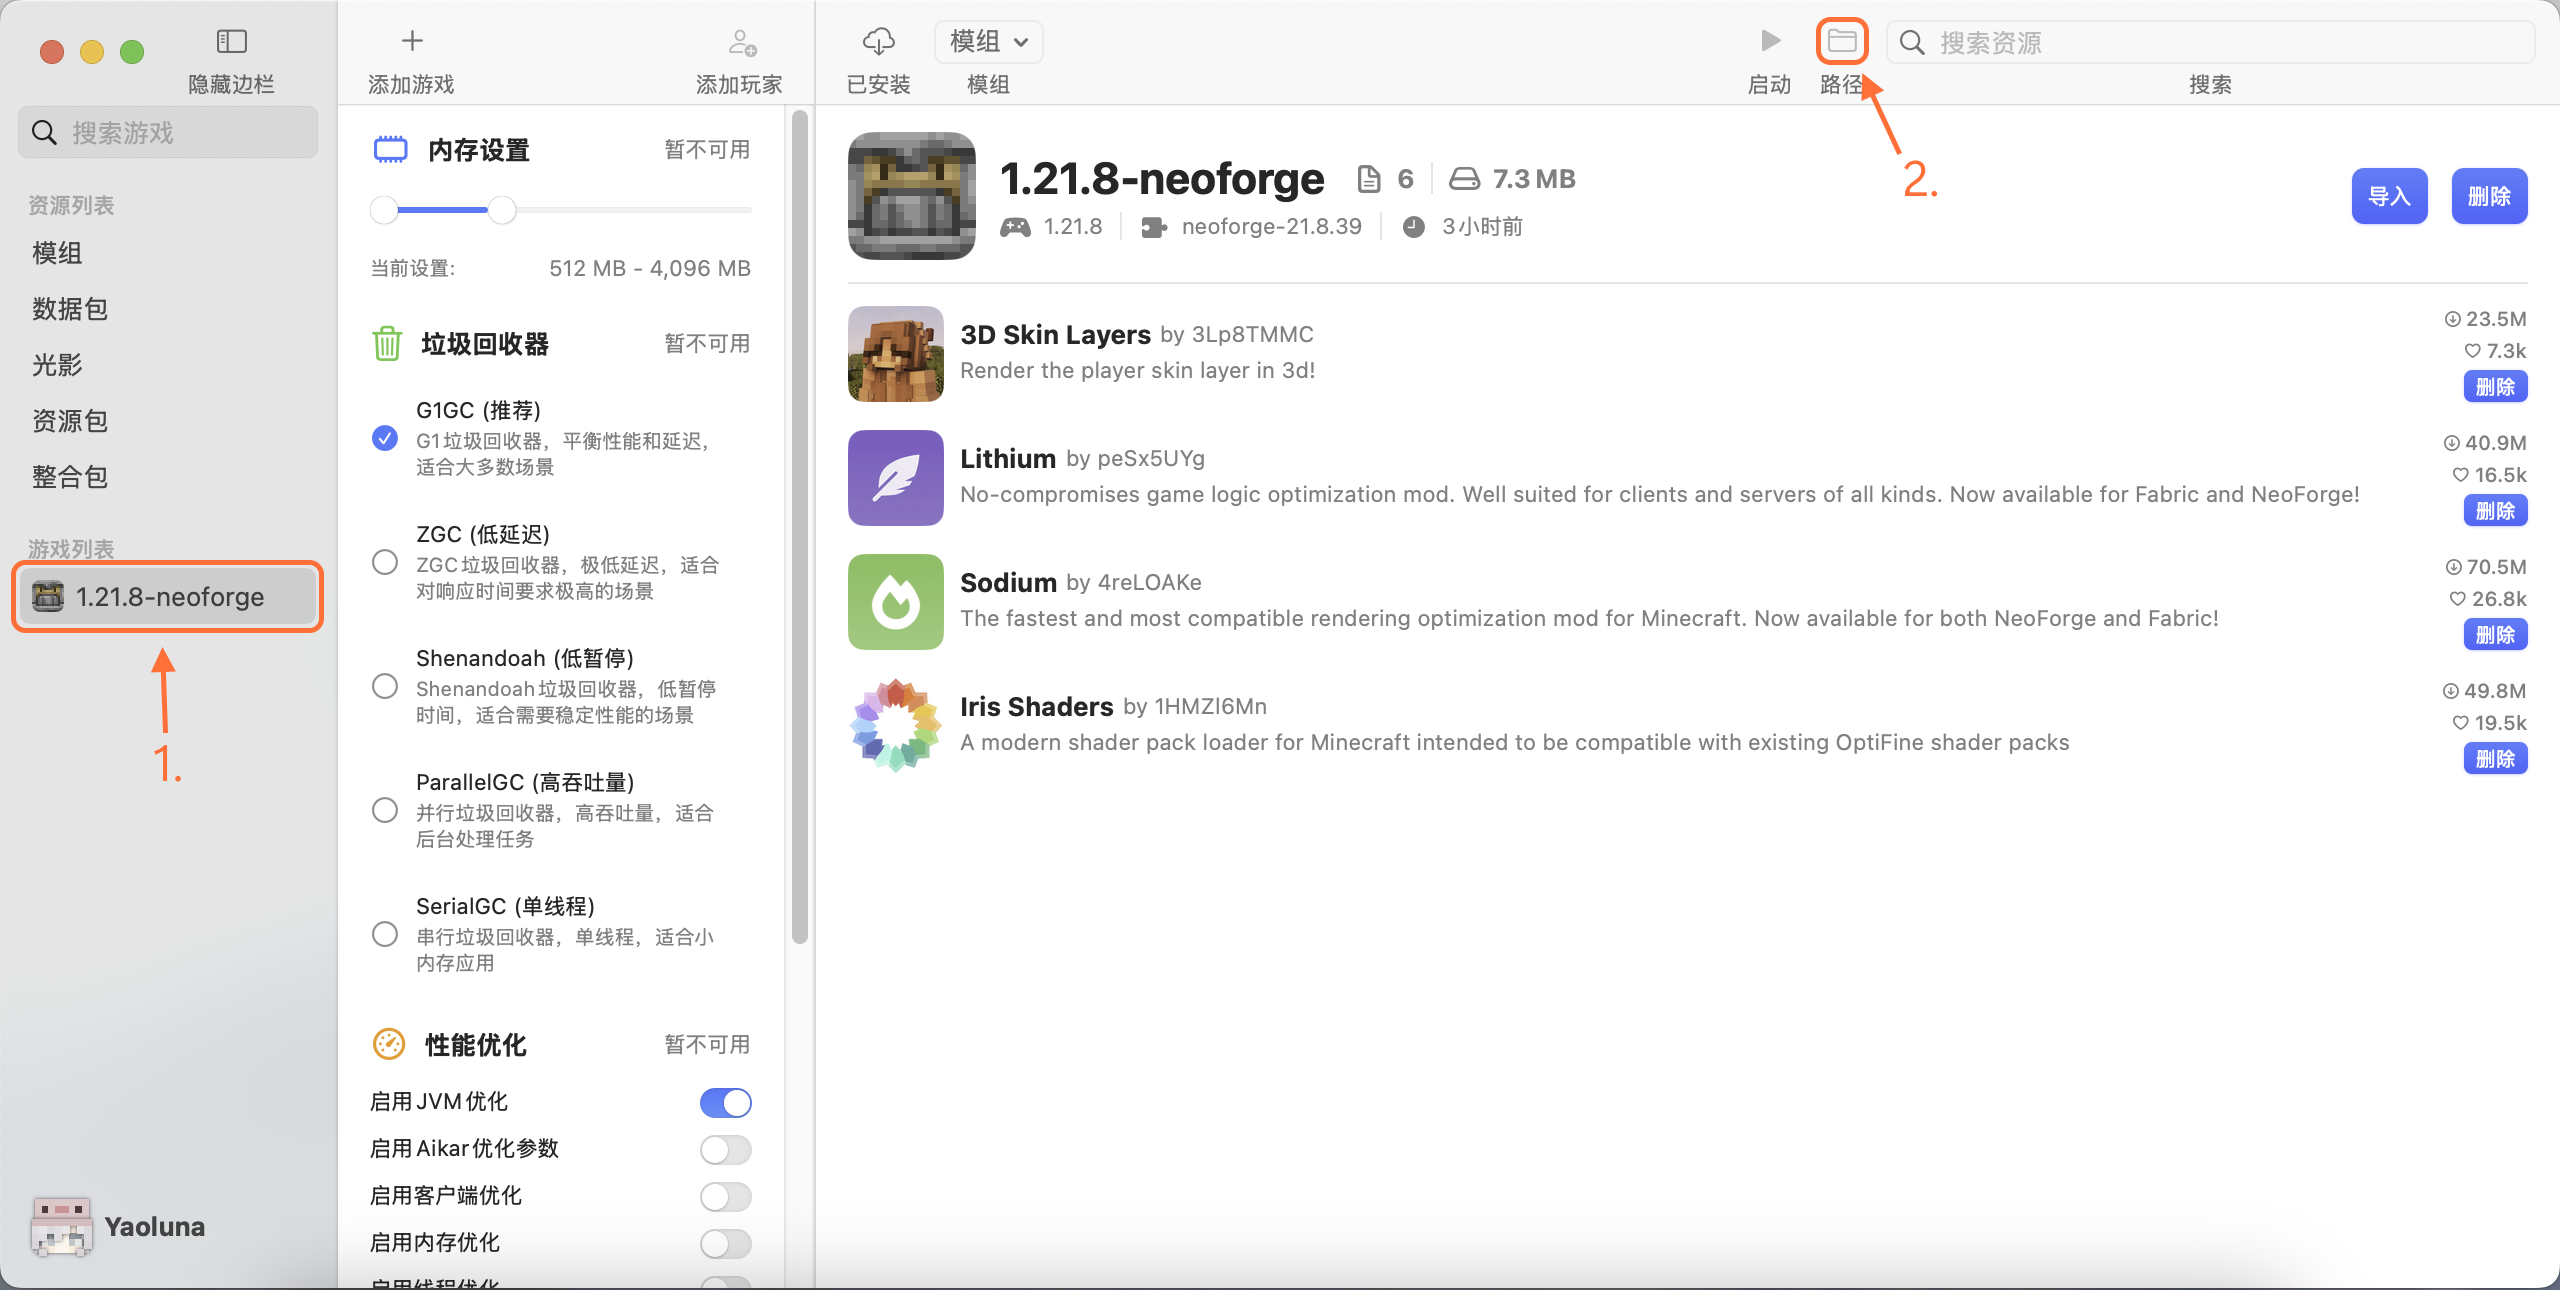 隐藏边栏
搜索游戏
资源列表
模组
数据包
光影
资源包
整合包
游戏列表
1.21.8-neoforge
1.
Yaoluna
添加游戏
添加玩家
内存设置 暂不可用
当前设置: 512 MB - 4,096 MB
垃圾回收器 暂不可用
G1GC (推荐)
G1垃圾回收器，平衡性能和延迟，
适合大多数场景
ZGC (低延迟)
ZGC垃圾回收器，极低延迟，适合
对响应时间要求极高的场景
Shenandoah (低暂停)
Shenandoah垃圾回收器，低暂停
时间，适合需要稳定性能的场景
ParallelGC (高吞吐量)
并行垃圾回收器，高吞吐量，适合
后台处理任务
SerialGC (单线程)
串行垃圾回收器，单线程，适合小
内存应用
性能优化 暂不可用
启用JVM优化
启用Aikar优化参数
启用客户端优化
启用内存优化
启用线程优化
已安装
模组
模组
启动
路径
搜索资源
搜索
2.
1.21.8-neoforge 6 7.3 MB
1.21.8 neoforge-21.8.39 3小时前
导入 删除
3D Skin Layers by 3Lp8TMMC
Render the player skin layer in 3d!
23.5M
7.3k
删除
Lithium by peSx5UYg
No-compromises game logic optimization mod. Well suited for clients and servers of all kinds. Now available for Fabric and NeoForge!
40.9M
16.5k
删除
Sodium by 4reLOAKe
The fastest and most compatible rendering optimization mod for Minecraft. Now available for both NeoForge and Fabric!
70.5M
26.8k
删除
Iris Shaders by 1HMZl6Mn
A modern shader pack loader for Minecraft intended to be compatible with existing OptiFine shader packs
49.8M
19.5k
删除